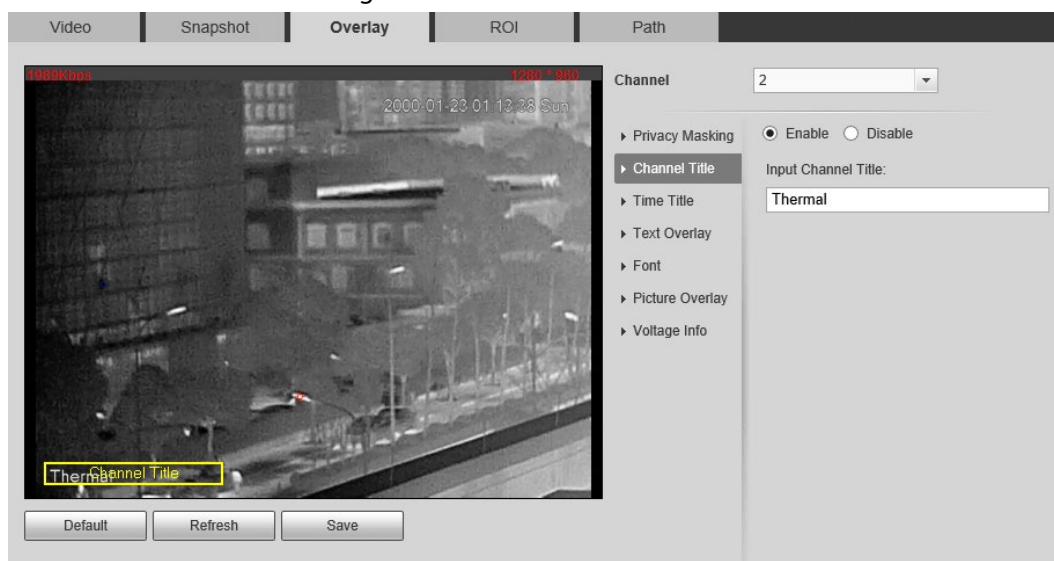 Video Snapshot Overlay ROI Path
1989Kbps 1280 * 960
2000-01-23 01:13:38 Sun
Channel 2
Privacy Masking
Channel Title
Time Title
Text Overlay
Font
Picture Overlay
Voltage Info
Enable Disable
Input Channel Title:
Thermal
Thermal
Channel Title
Default Refresh Save